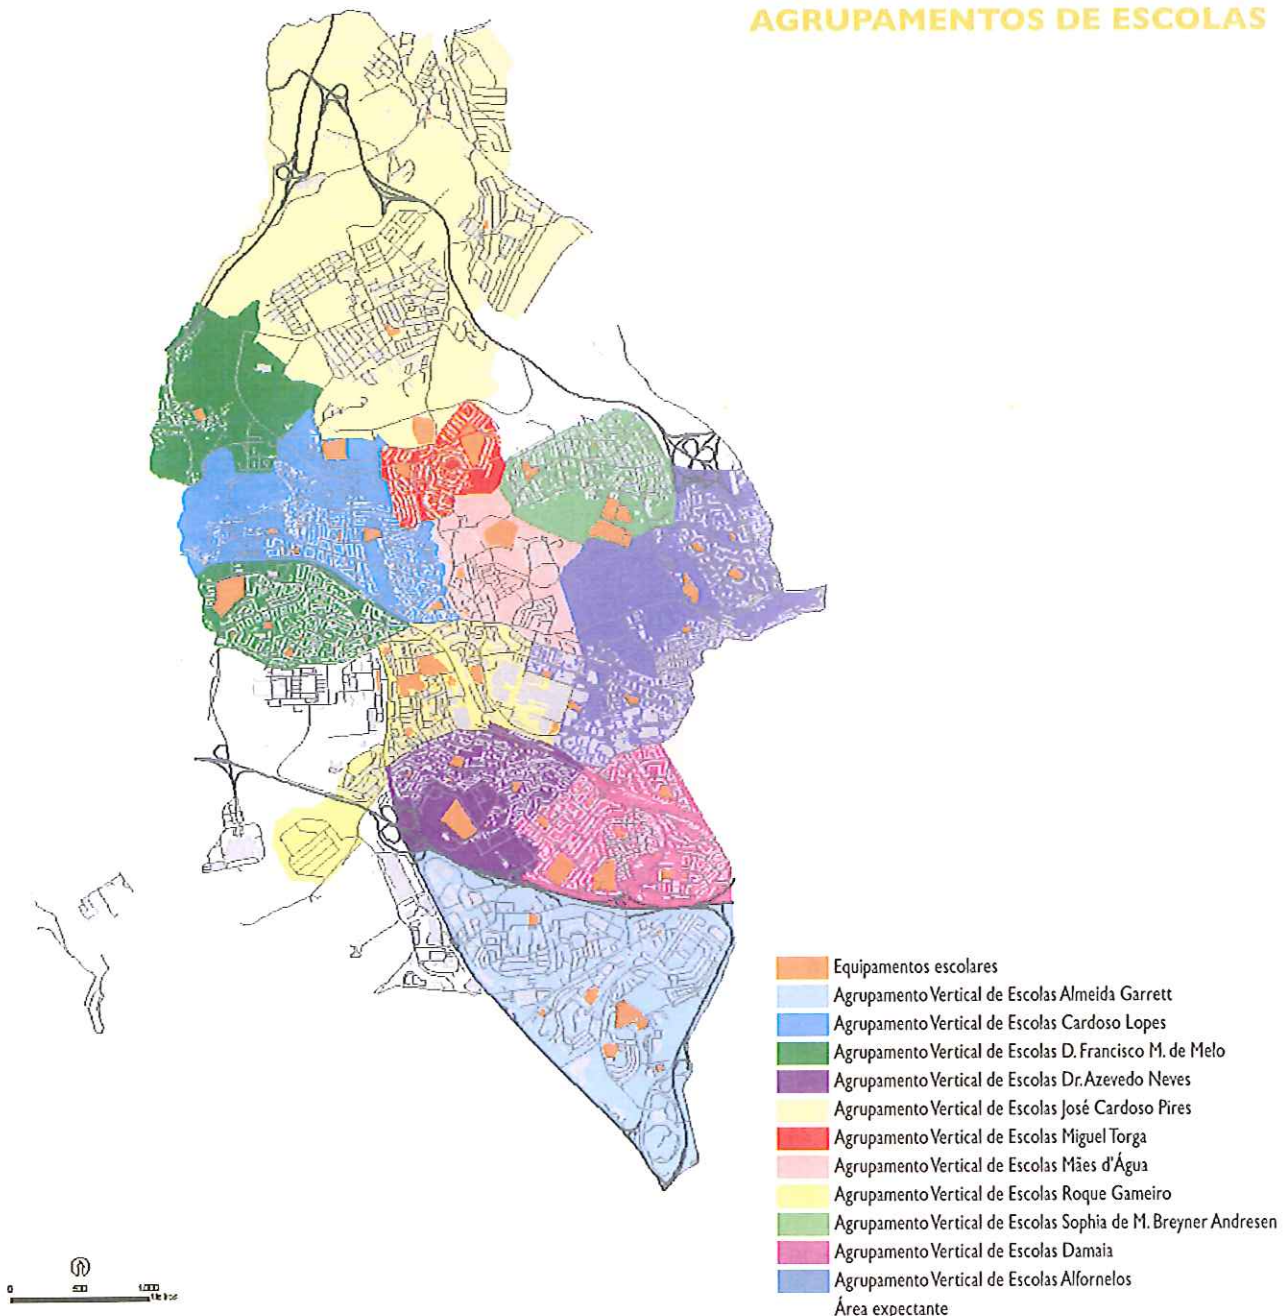 AGRUPAMENTOS DE ESCOLAS
Equipamentos escolares
Agrupamento Vertical de Escolas Almeida Garrett
Agrupamento Vertical de Escolas Cardoso Lopes
Agrupamento Vertical de Escolas D. Francisco M. de Melo
Agrupamento Vertical de Escolas Dr. Azevedo Neves
Agrupamento Vertical de Escolas José Cardoso Pires
Agrupamento Vertical de Escolas Miguel Torga
Agrupamento Vertical de Escolas Mães d'Água
Agrupamento Vertical de Escolas Roque Gameiro
Agrupamento Vertical de Escolas Sophia de M. Breyner Andresen
Agrupamento Vertical de Escolas Damaia
Agrupamento Vertical de Escolas Alfornelos
Área expectante
0 500 1.000
Metros